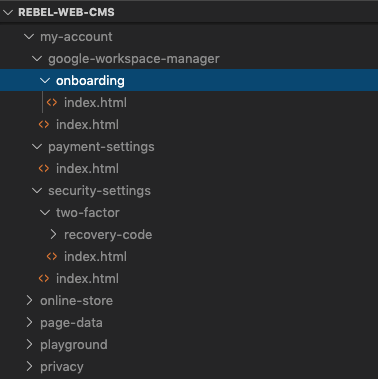 REBEL-WEB-CMS
my-account
google-workspace-manager
onboarding
index.html
index.html
payment-settings
index.html
security-settings
two-factor
recovery-code
index.html
index.html
online-store
page-data
playground
privacy